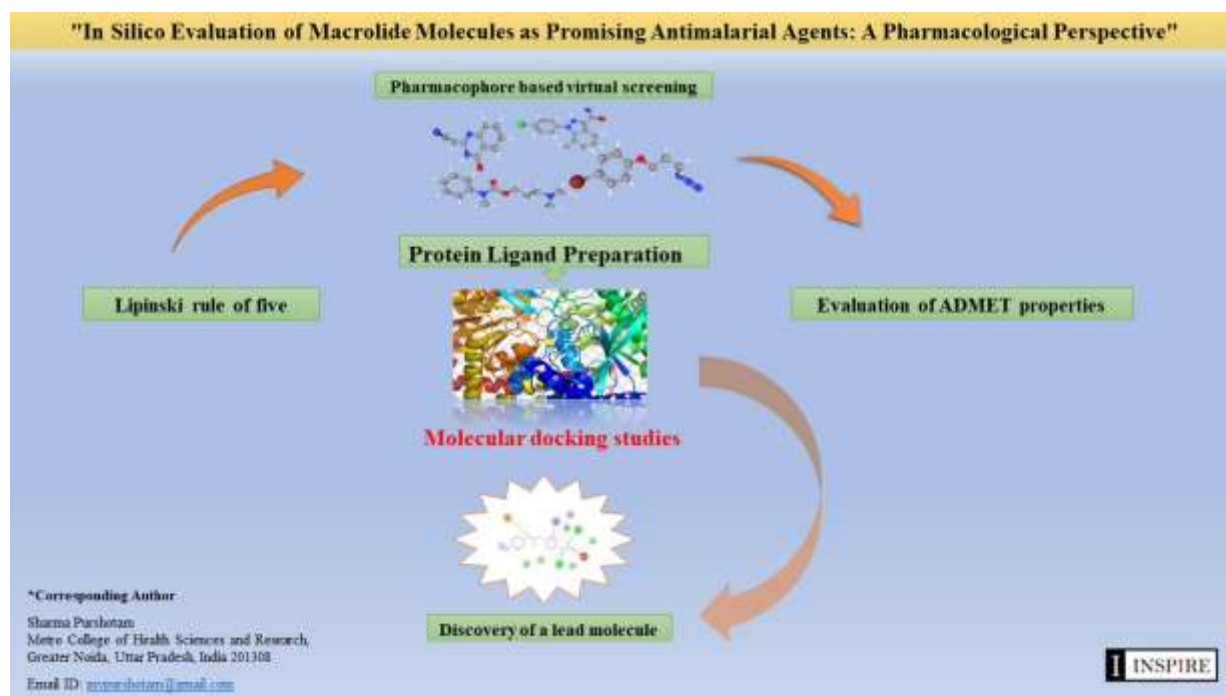 "In Silico Evaluation of Macrolide Molecules as Promising Antimalarial Agents: A Pharmacological Perspective"
Pharmacophore based virtual screening
Protein Ligand Preparation
Lipinski rule of five
Evaluation of ADMET properties
Molecular docking studies
Discovery of a lead molecule
*Corresponding Author
Sharma Purshotam
Metro College of Health Sciences and Research,
Greater Noida, Uttar Pradesh, India 201308
Email ID:
I INSPIRE